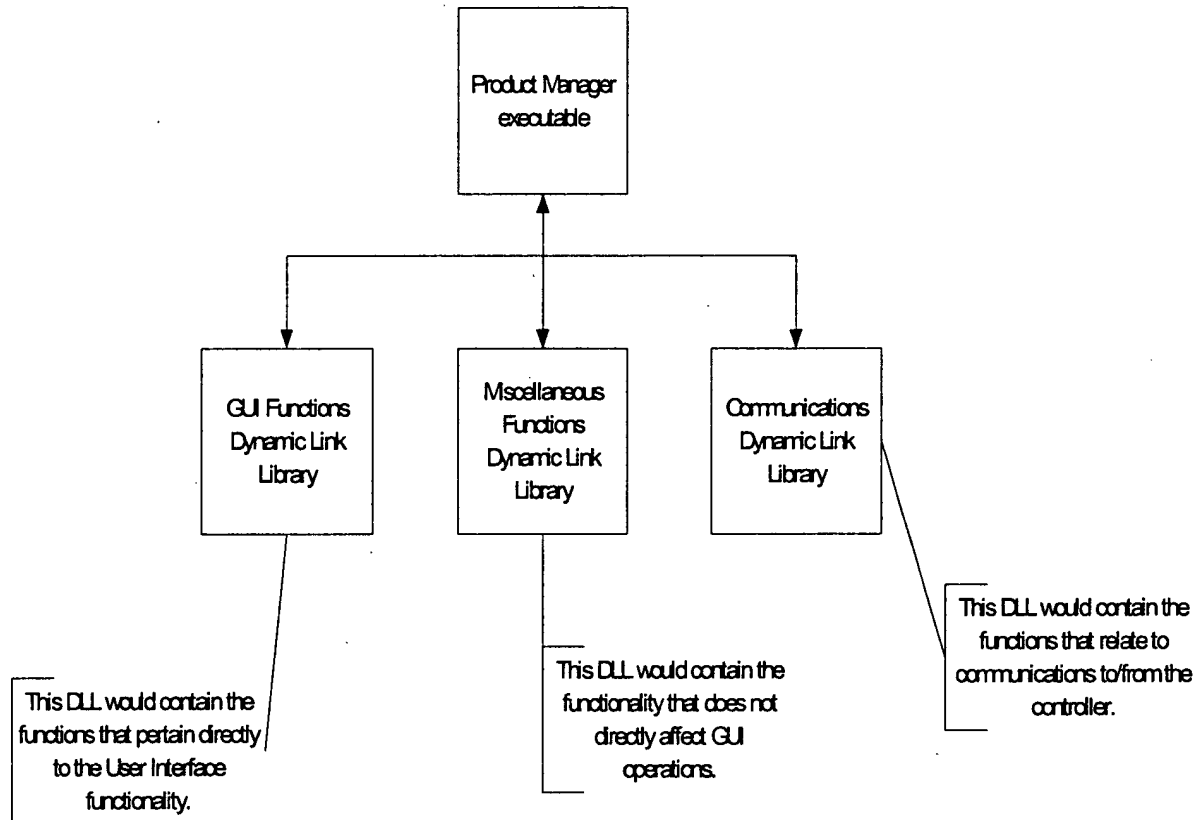 Product Manager
executable
GUI Functions
Dynamic Link
Library
Miscellaneous
Functions
Dynamic Link
Library
Communications
Dynamic Link
Library
This DLL would contain the
functions that pertain directly
to the User Interface
functionality.
This DLL would contain the
functionality that does not
directly affect GUI
operations.
This DLL would contain the
functions that relate to
communications to/from the
controller.